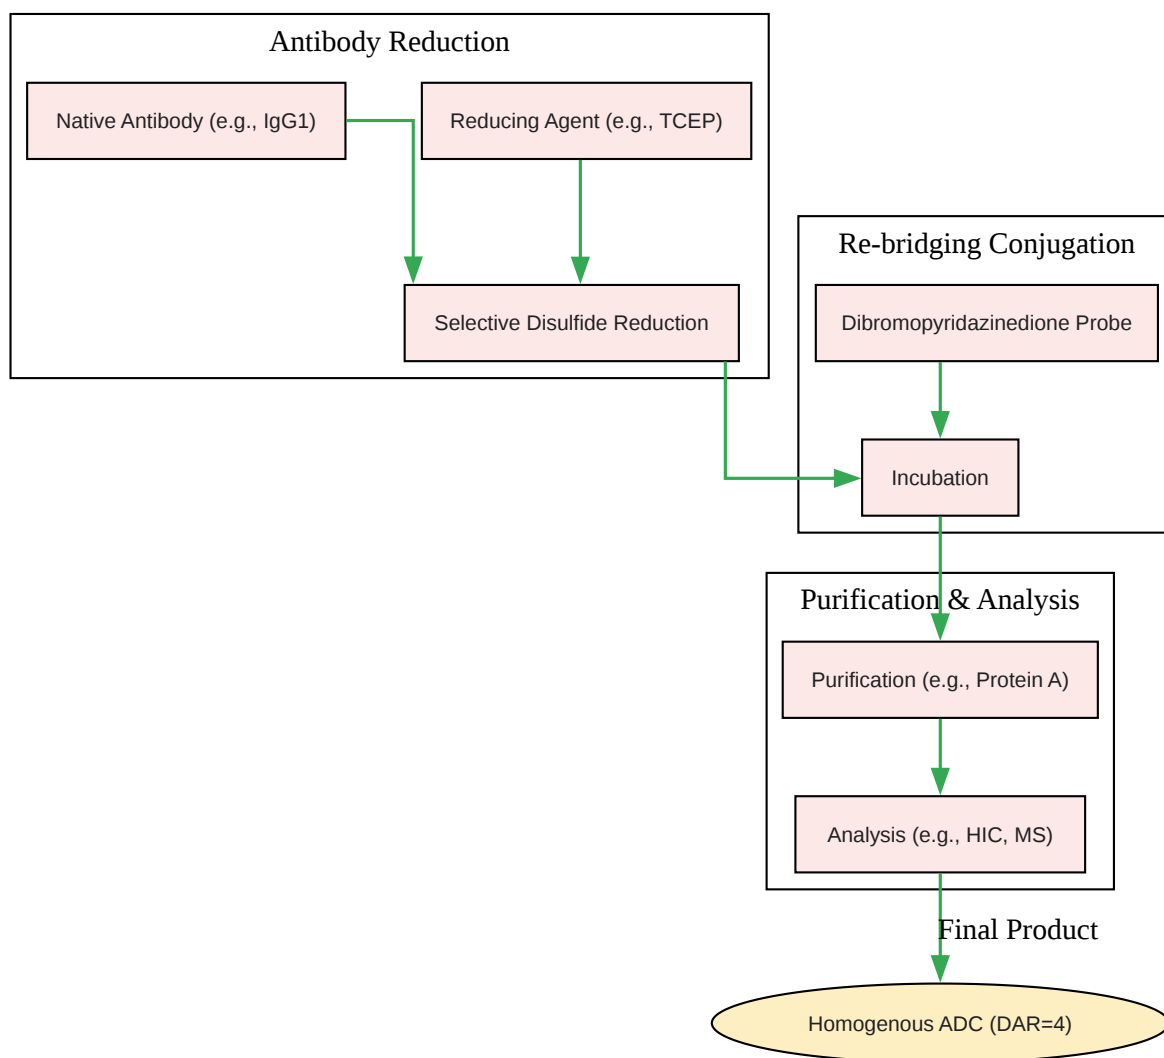 Antibody Reduction
Native Antibody (e.g., IgG1)
Reducing Agent (e.g., TCEP)
Selective Disulfide Reduction
Re-bridging Conjugation
Dibromopyridazinedione Probe
Incubation
Purification & Analysis
Purification (e.g., Protein A)
Analysis (e.g., HIC, MS)
Final Product
Homogenous ADC (DAR=4)